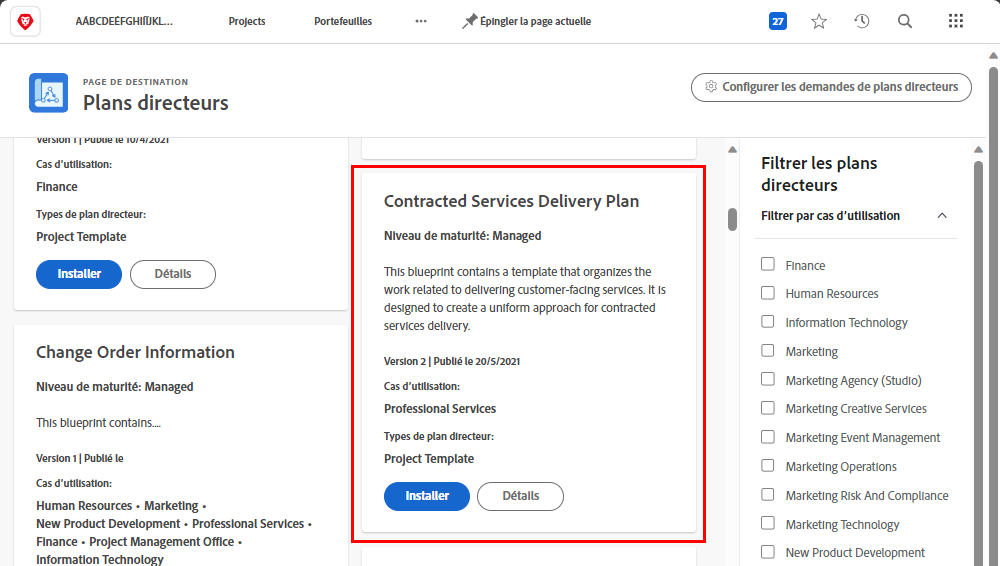 AÀBCDEÉFGHIÎIJKL...
Projects
Portefeuilles
Épingler la page actuelle
27
PAGE DE DESTINATION
Plans directeurs
Configurer les demandes de plans directeurs
Version 1 | Publié le 10/4/2021
Cas d'utilisation:
Finance
Types de plan directeur:
Project Template
Installer
Détails
Change Order Information
Niveau de maturité: Managed
This blueprint contains....
Version 1 | Publié le
Cas d'utilisation:
Human Resources • Marketing •
New Product Development • Professional Services •
Finance • Project Management Office •
Information Technology
Contracted Services Delivery Plan
Niveau de maturité: Managed
This blueprint contains a template that organizes the
work related to delivering customer-facing services. It is
designed to create a uniform approach for contracted
services delivery.
Version 2 | Publié le 20/5/2021
Cas d'utilisation:
Professional Services
Types de plan directeur:
Project Template
Installer
Détails
Filtrer les plans
directeurs
Filtrer par cas d'utilisation
Finance
Human Resources
Information Technology
Marketing
Marketing Agency (Studio)
Marketing Creative Services
Marketing Event Management
Marketing Operations
Marketing Risk And Compliance
Marketing Technology
New Product Development